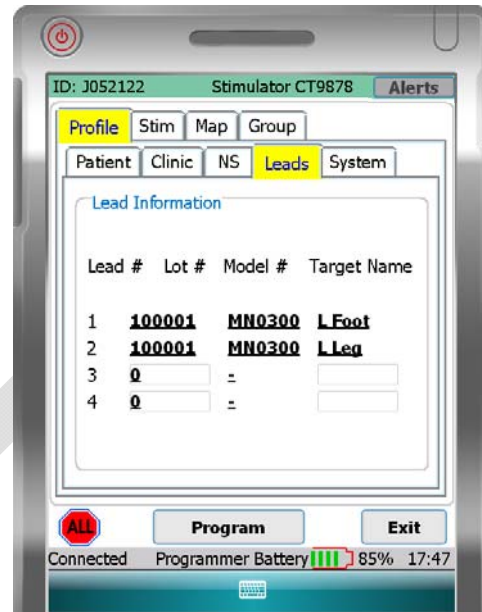 ID: J052122 Stimulator CT9878 Alerts
Profile Stim Map Group
Patient Clinic NS Leads System
Lead Information
Lead # Lot # Model # Target Name
1 100001 MN0300 L Foot
2 100001 MN0300 L Leg
3 0 -
4 0 -
ALL Program Exit
Connected Programmer Battery 85% 17:47